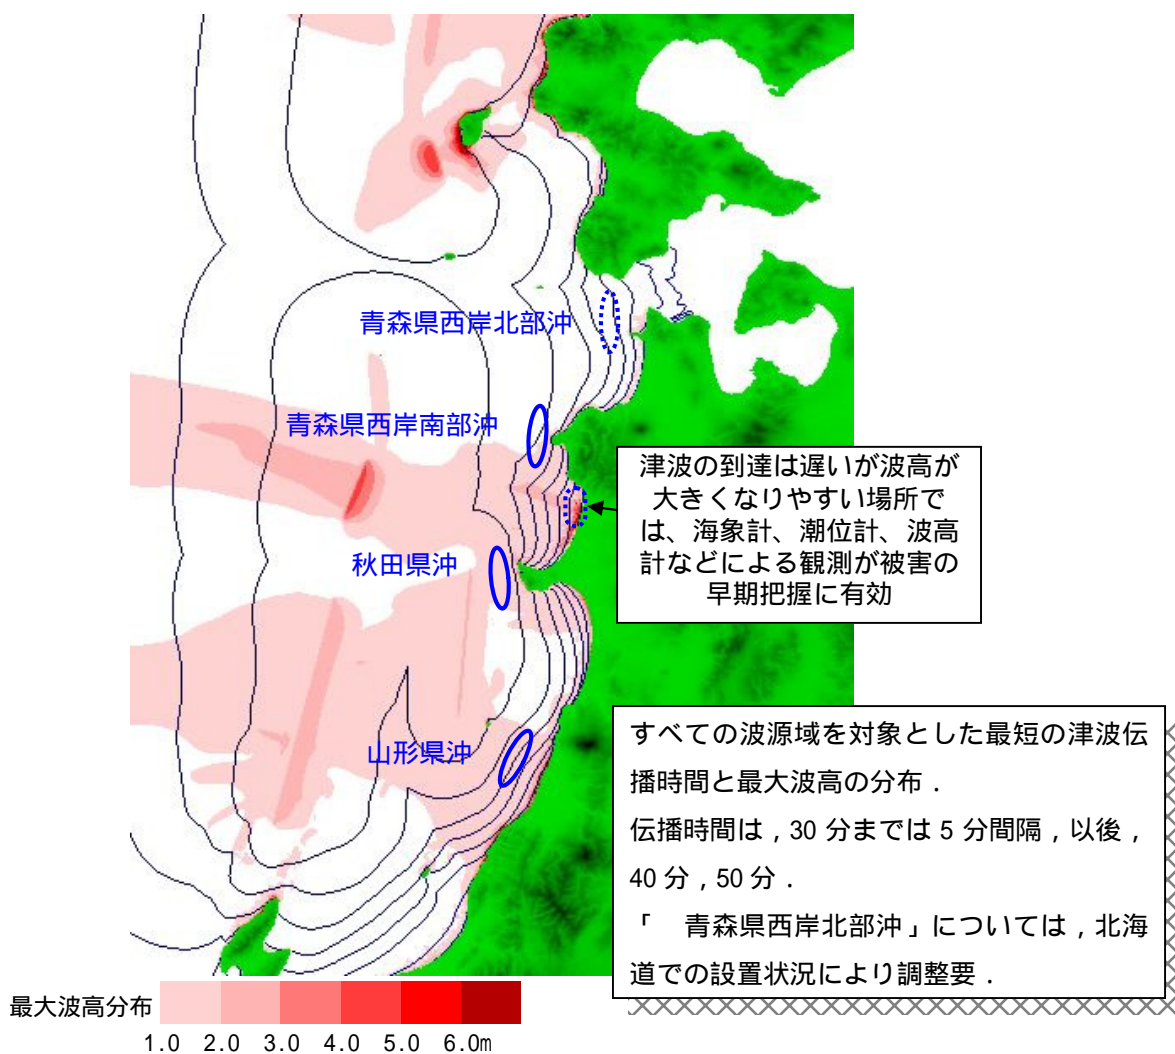 青森県西岸北部沖
青森県西岸南部沖
津波の到達は遅いが波高が
大きくなりやすい場所で
は、海象計、潮位計、波高
計などによる観測が被害の
早期把握に有効
秋田県沖
山形県沖
すべての波源域を対象とした最短の津波伝
播時間と最大波高の分布．
伝播時間は，30 分までは 5 分間隔，以後，
40 分，50 分．
「　青森県西岸北部沖」については，北海
道での設置状況により調整要．
最大波高分布
1.0 2.0 3.0 4.0 5.0 6.0m